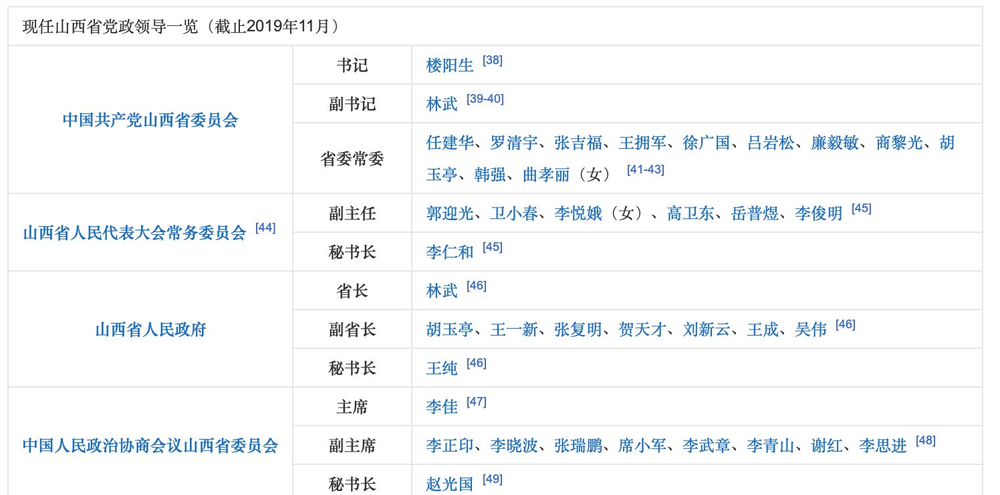 现任山西省党政领导一览（截止2019年11月）
中国共产党山西省委员会
书记
楼阳生 [38]
副书记
林武 [39-40]
省委常委
任建华、罗清宇、张吉福、王拥军、徐广国、吕岩松、廉毅敏、商黎光、胡
玉亭、韩强、曲孝丽（女） [41-43]
山西省人民代表大会常务委员会 [44]
副主任
郭迎光、卫小春、李悦娥（女）、高卫东、岳普煜、李俊明 [45]
秘书长
李仁和 [45]
山西省人民政府
省长
林武 [46]
副省长
胡玉亭、王一新、张复明、贺天才、刘新云、王成、吴伟 [46]
秘书长
王纯 [46]
中国人民政治协商会议山西省委员会
主席
李佳 [47]
副主席
李正印、李晓波、张瑞鹏、席小军、李武章、李青山、谢红、李思进 [48]
秘书长
赵光国 [49]